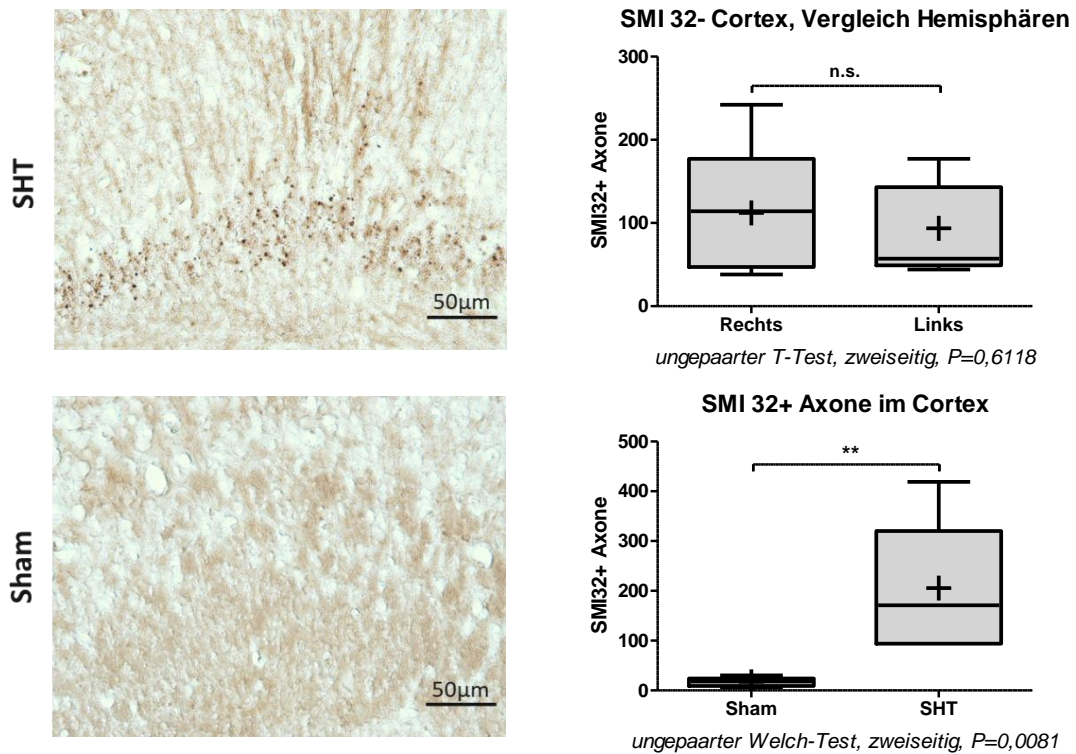 SHT
50µm
SMI 32- Cortex, Vergleich Hemisphären
300
200
100
0
SMI32+ Axone
n.s.
Rechts
Links
ungepaarter T-Test, zweiseitig, P=0,6118
Sham
50µm
SMI 32+ Axone im Cortex
500
400
300
200
100
0
SMI32+ Axone
**
Sham
SHT
ungepaarter Welch-Test, zweiseitig, P=0,0081